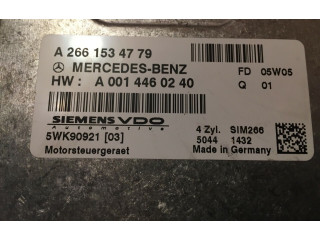 A 266 153 47 79
MERCEDES-BENZ
FD 05W05
HW : A 001 446 02 40
Q 01
SIEMENS VDO
Automotive
4 Zyl. SIM266
5WK90921 [03]
5044 1432
Motorsteuergeraet
Made in Germany